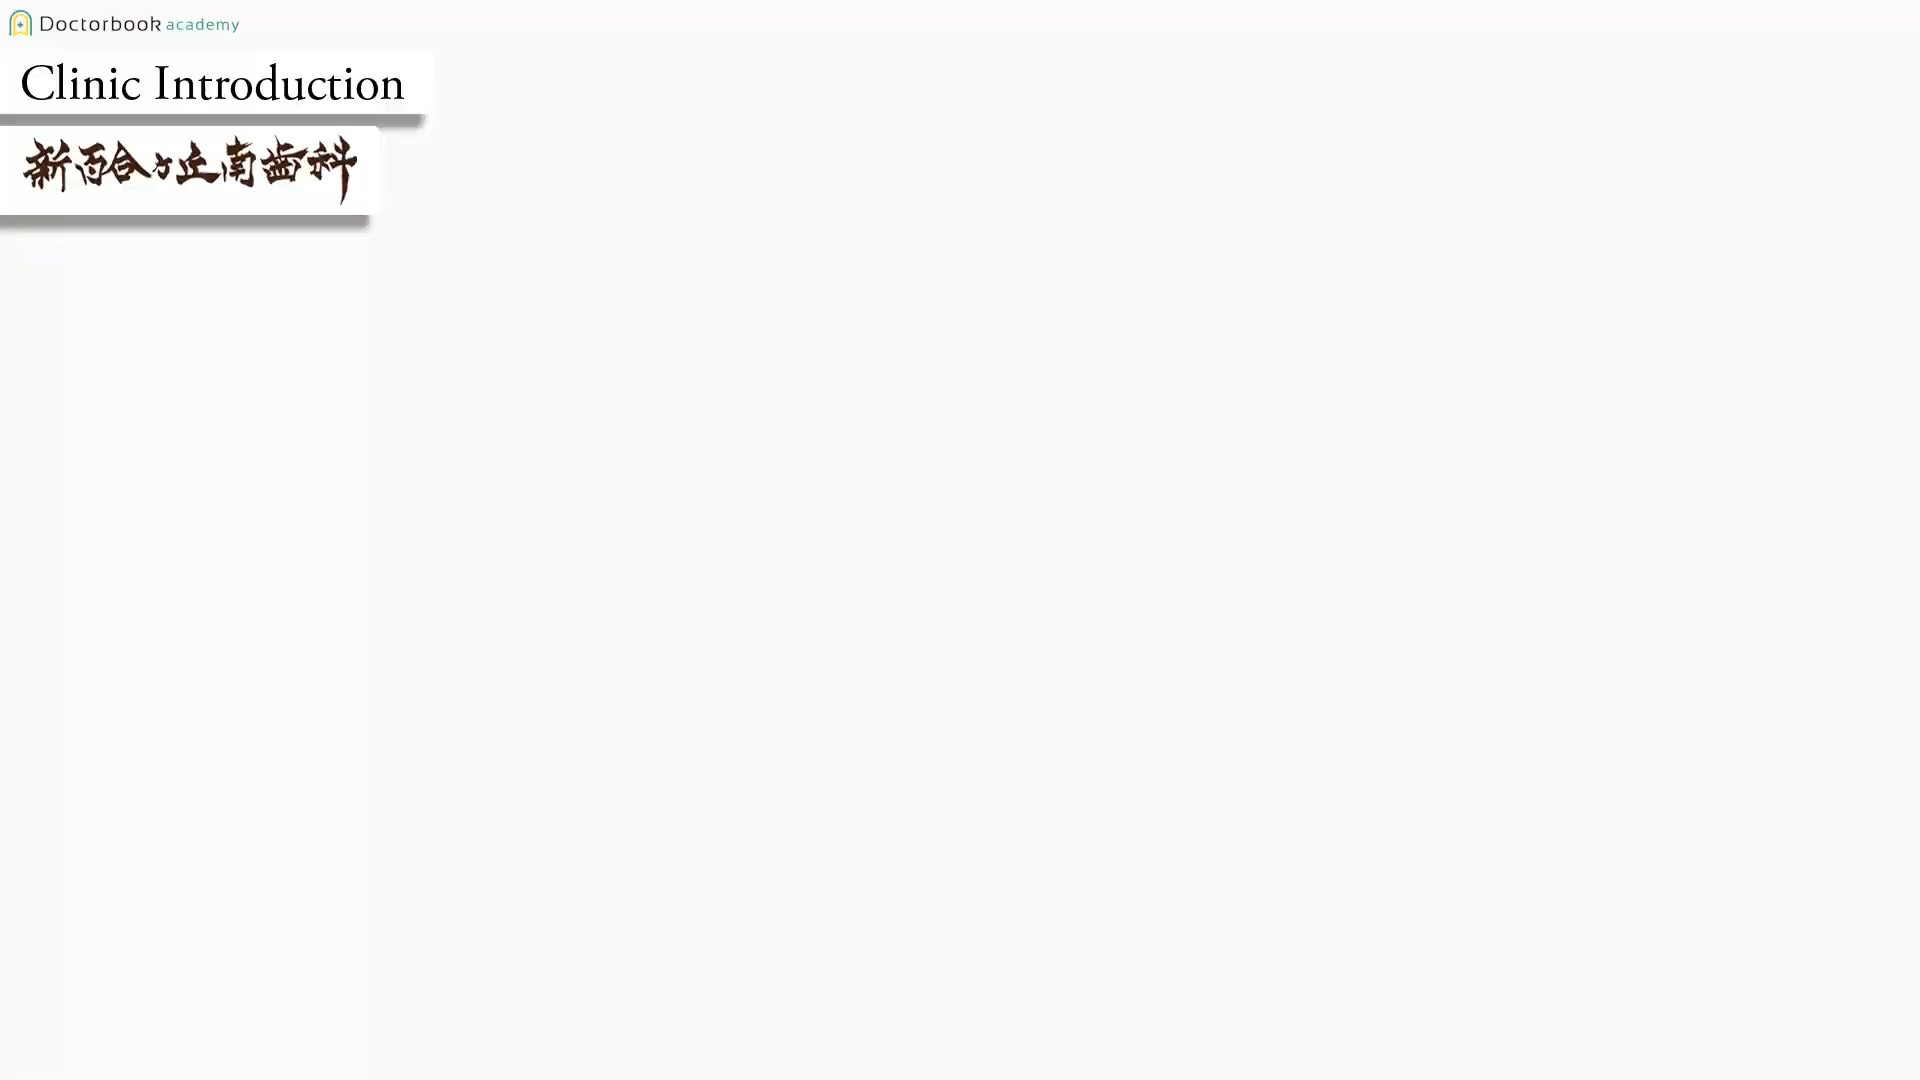 Doctorbook academy
Clinic Introduction
新百合ヶ丘南歯科